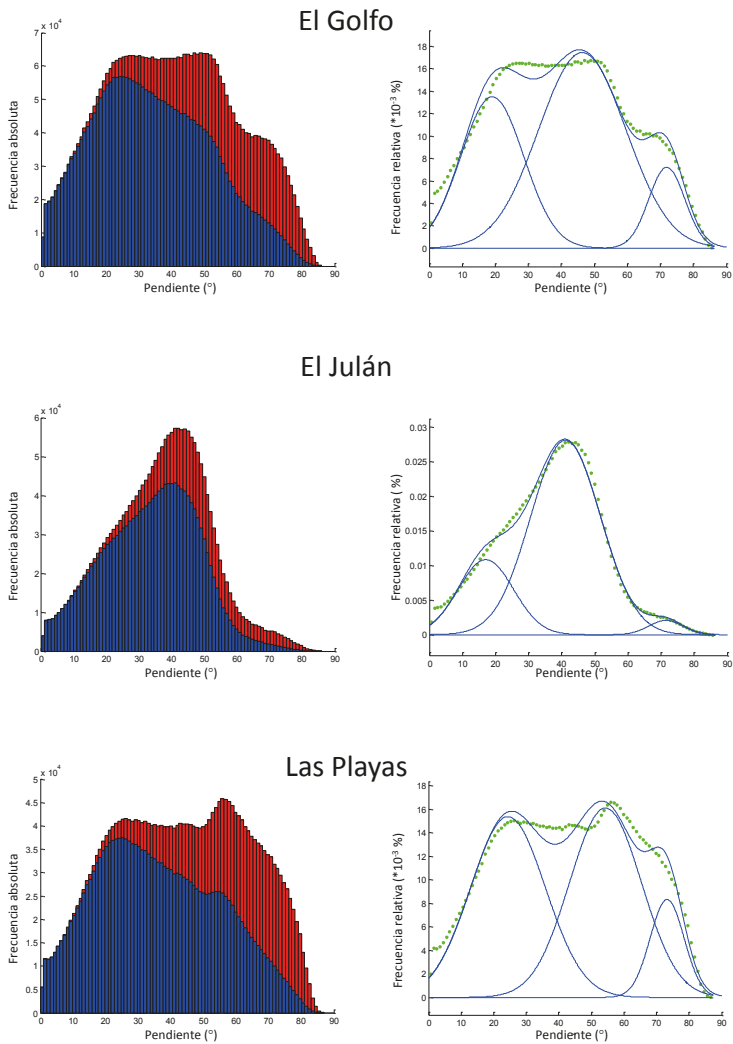 El Golfo
x 10⁴
Frecuencia absoluta
7
6
5
4
3
2
1
0
0 10 20 30 40 50 60 70 80 90
Pendiente (°)
Frecuencia relativa (*10⁻³ %)
18
16
14
12
10
8
6
4
2
0
0 10 20 30 40 50 60 70 80 90
Pendiente (°)
El Julán
x 10⁴
Frecuencia absoluta
6
5
4
3
2
1
0
0 10 20 30 40 50 60 70 80 90
Pendiente (°)
Frecuencia relativa ( %)
0.03
0.025
0.02
0.015
0.01
0.005
0
0 10 20 30 40 50 60 70 80 90
Pendiente (°)
Las Playas
x 10⁴
Frecuencia absoluta
5
4.5
4
3.5
3
2.5
2
1.5
1
0.5
0
0 10 20 30 40 50 60 70 80 90
Pendiente (°)
Frecuencia relativa (*10⁻³ %)
18
16
14
12
10
8
6
4
2
0
0 10 20 30 40 50 60 70 80 90
Pendiente (°)